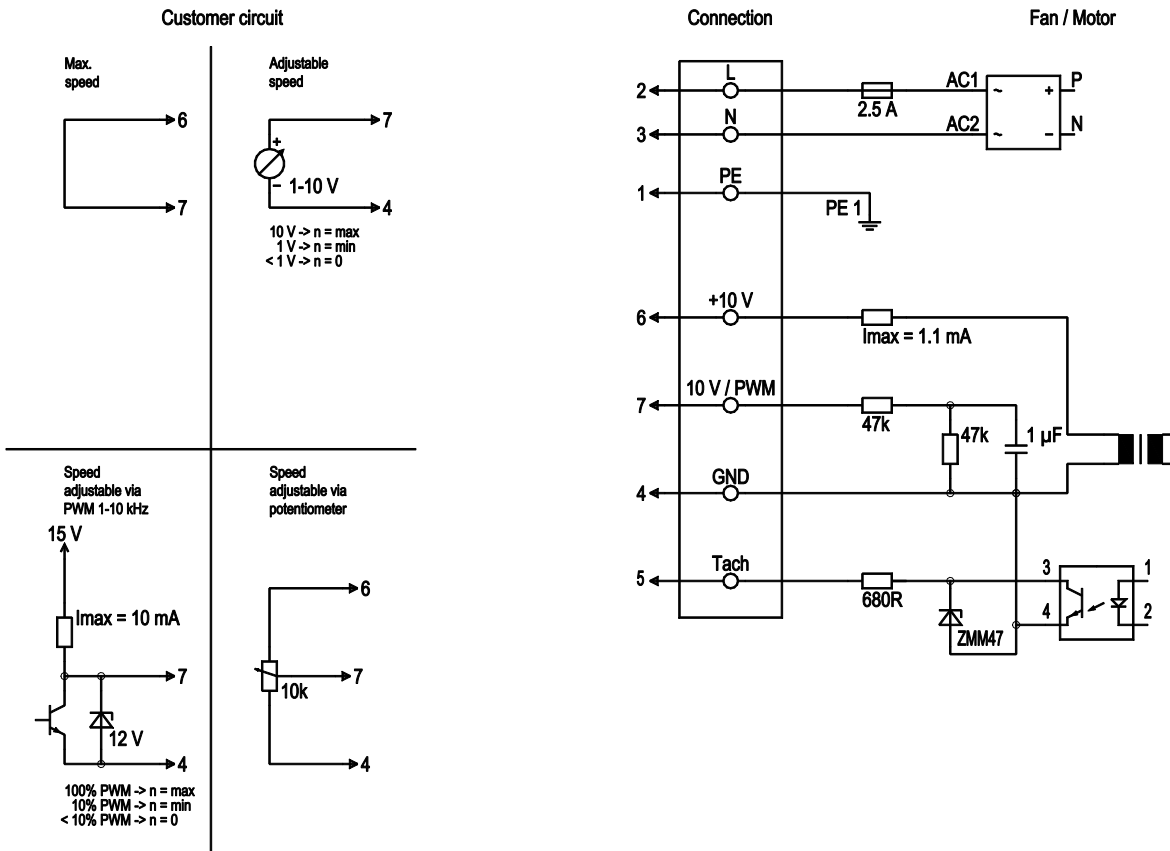 Customer circuit
Connection
Fan / Motor
Max.
speed
6
7
Adjustable
speed
7
+
−
1-10 V
4
10 V -> n = max
1 V -> n = min
< 1 V -> n = 0
Speed
adjustable via
PWM 1-10 kHz
15 V
Imax = 10 mA
7
12 V
4
100% PWM -> n = max
10% PWM -> n = min
< 10% PWM -> n = 0
Speed
adjustable via
potentiometer
6
7
10k
4
L
2
2.5 A
AC1
~
+
P
N
3
AC2
~
−
N
PE
1
PE 1
+10 V
6
Imax = 1.1 mA
10 V / PWM
7
47k
47k
1 µF
GND
4
Tach
5
680R
ZMM47
3
4
1
2